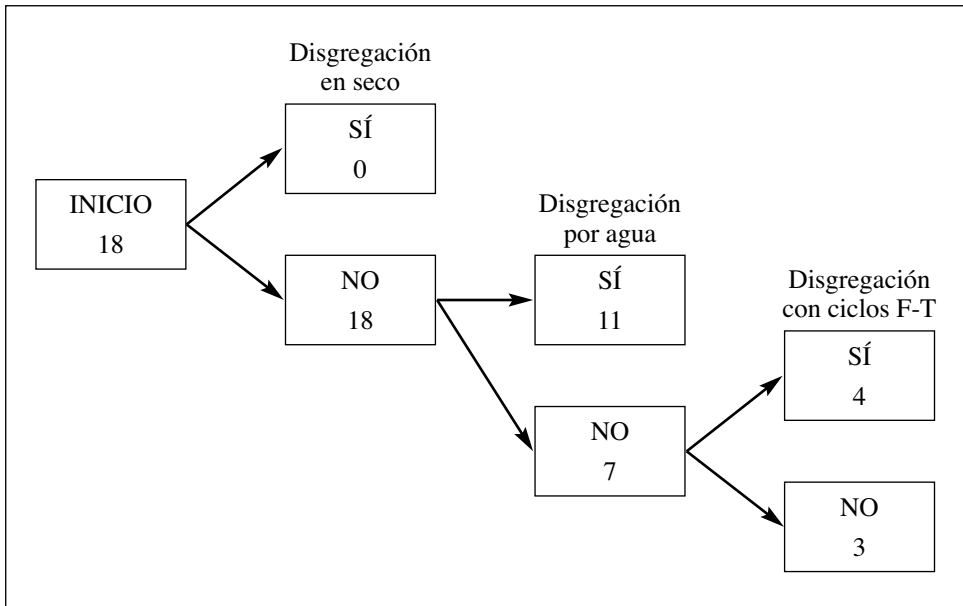 Disgregación
en seco
SÍ
0
INICIO
18
Disgregación
por agua
NO
18
SÍ
11
Disgregación
con ciclos F-T
SÍ
4
NO
7
NO
3